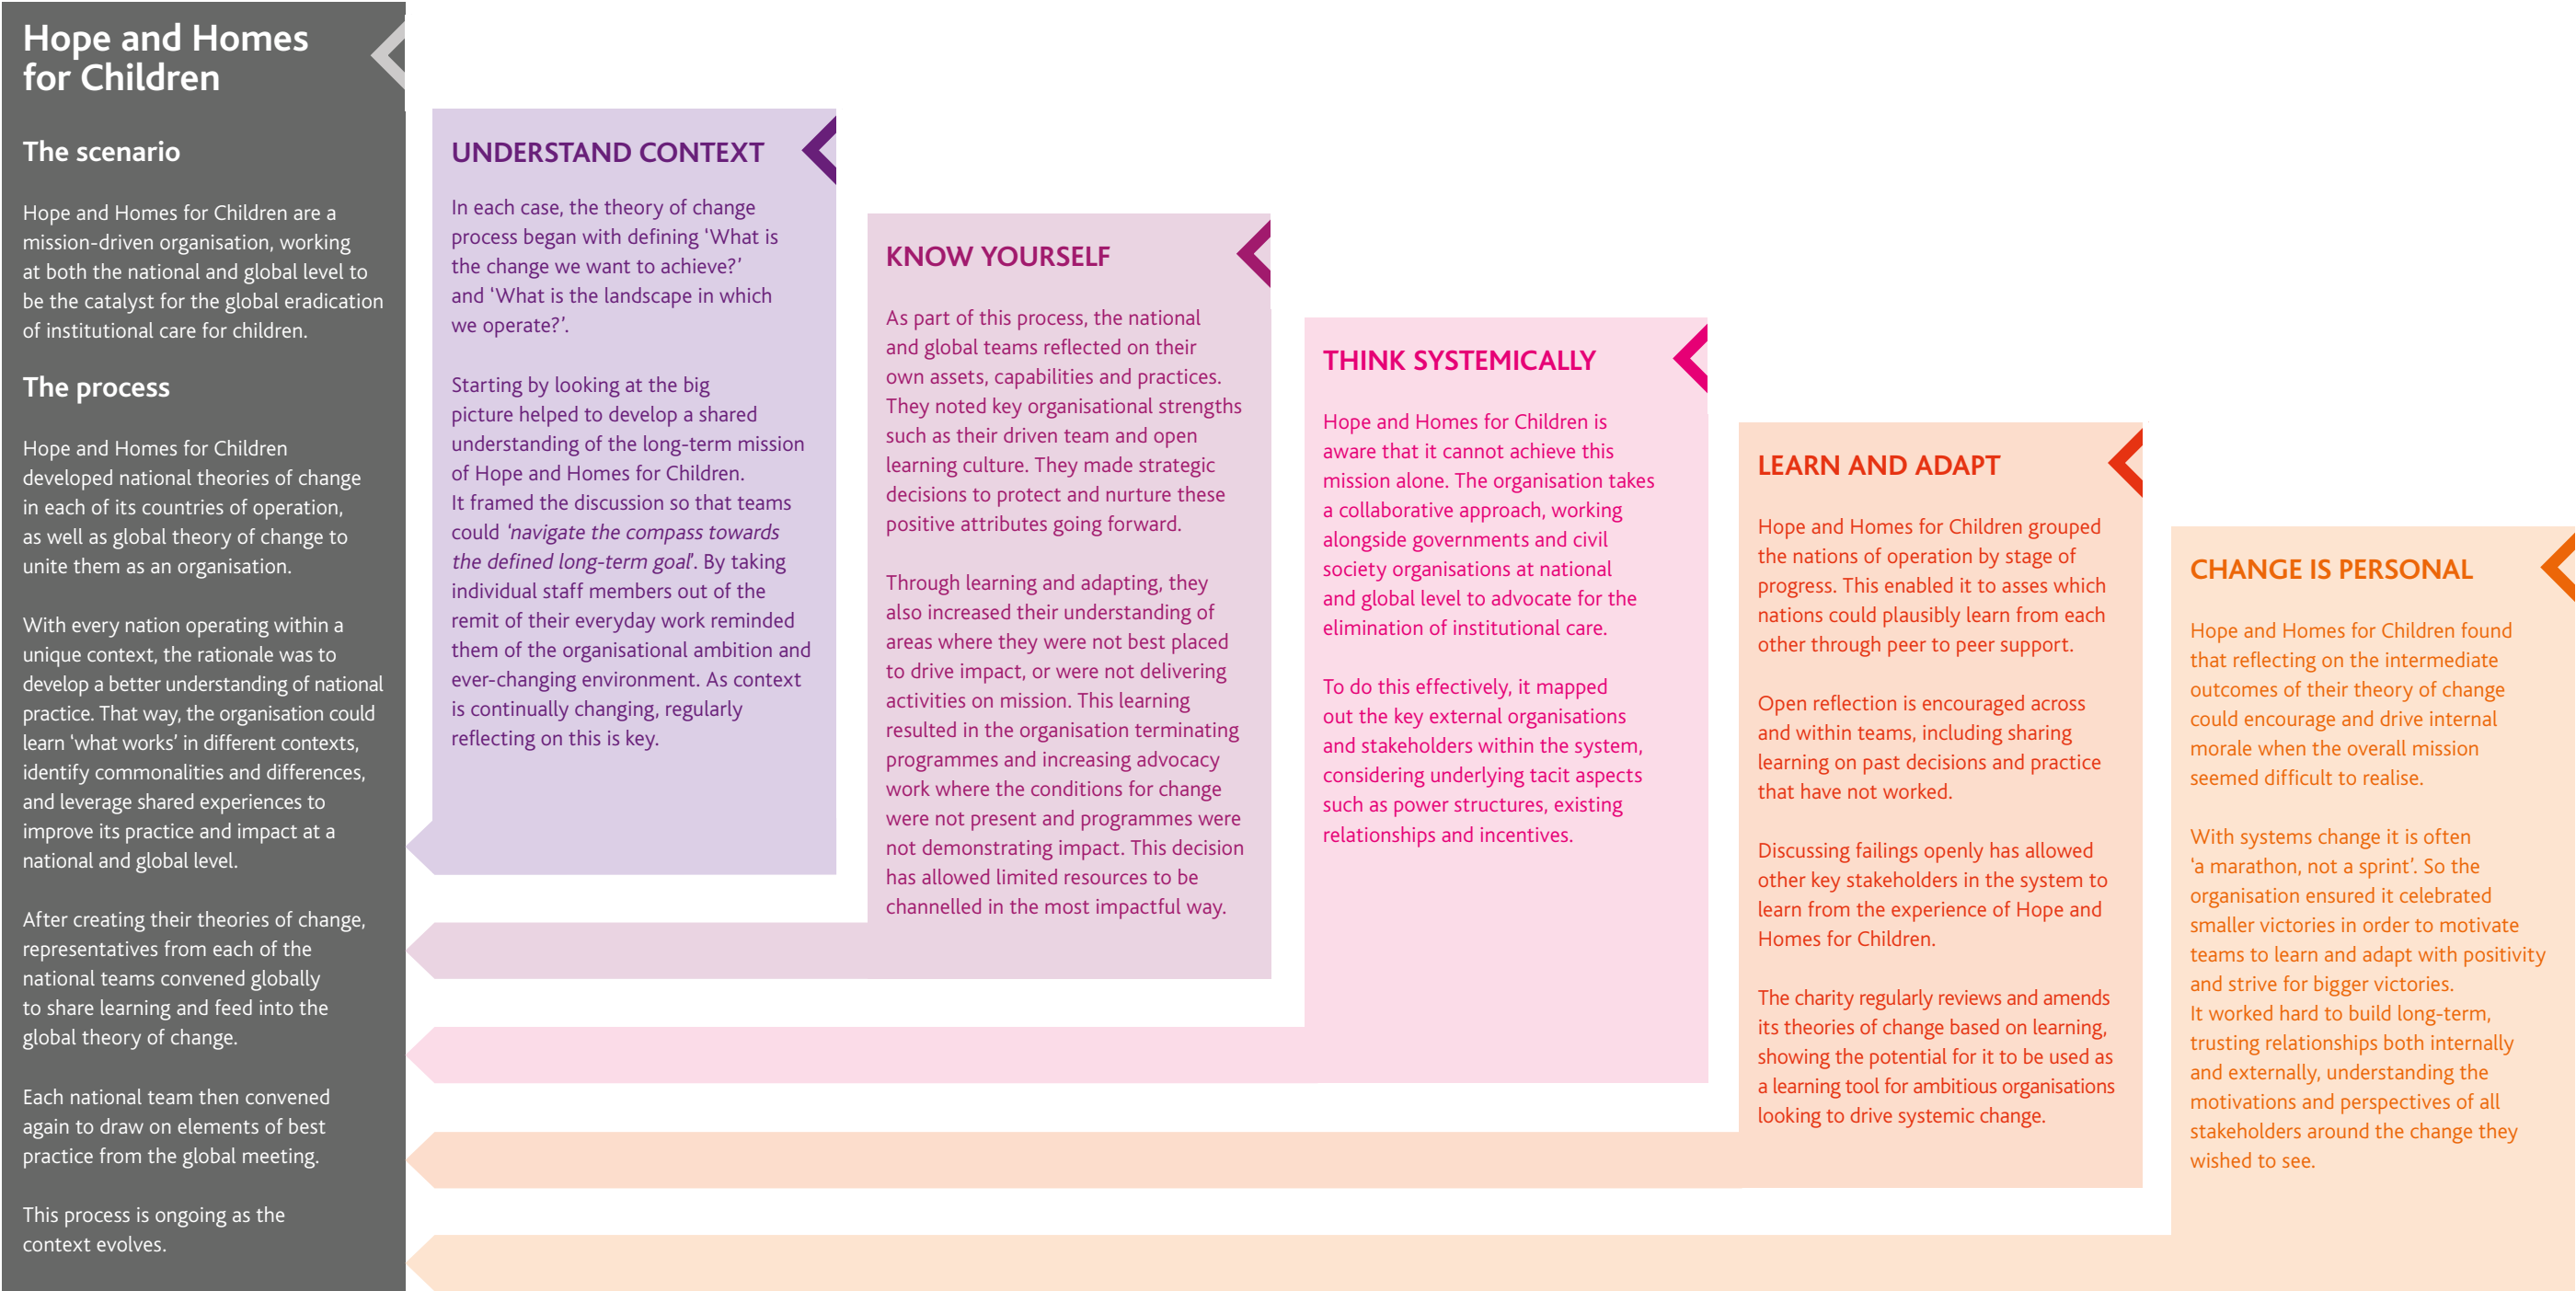 Hope and Homes
for Children
The scenario
Hope and Homes for Children are a
mission-driven organisation, working
at both the national and global level to
be the catalyst for the global eradication
of institutional care for children.
The process
Hope and Homes for Children
developed national theories of change
in each of its countries of operation,
as well as global theory of change to
unite them as an organisation.
With every nation operating within a
unique context, the rationale was to
develop a better understanding of national
practice. That way, the organisation could
learn ‘what works’ in different contexts,
identify commonalities and differences,
and leverage shared experiences to
improve its practice and impact at a
national and global level.
After creating their theories of change,
representatives from each of the
national teams convened globally
to share learning and feed into the
global theory of change.
Each national team then convened
again to draw on elements of best
practice from the global meeting.
This process is ongoing as the
context evolves.
UNDERSTAND CONTEXT
In each case, the theory of change
process began with defining ‘What is
the change we want to achieve?’
and ‘What is the landscape in which
we operate?’.
Starting by looking at the big
picture helped to develop a shared
understanding of the long-term mission
of Hope and Homes for Children.
It framed the discussion so that teams
could ‘navigate the compass towards
the defined long-term goal’. By taking
individual staff members out of the
remit of their everyday work reminded
them of the organisational ambition and
ever-changing environment. As context
is continually changing, regularly
reflecting on this is key.
KNOW YOURSELF
As part of this process, the national
and global teams reflected on their
own assets, capabilities and practices.
They noted key organisational strengths
such as their driven team and open
learning culture. They made strategic
decisions to protect and nurture these
positive attributes going forward.
Through learning and adapting, they
also increased their understanding of
areas where they were not best placed
to drive impact, or were not delivering
activities on mission. This learning
resulted in the organisation terminating
programmes and increasing advocacy
work where the conditions for change
were not present and programmes were
not demonstrating impact. This decision
has allowed limited resources to be
channelled in the most impactful way.
THINK SYSTEMICALLY
Hope and Homes for Children is
aware that it cannot achieve this
mission alone. The organisation takes
a collaborative approach, working
alongside governments and civil
society organisations at national
and global level to advocate for the
elimination of institutional care.
To do this effectively, it mapped
out the key external organisations
and stakeholders within the system,
considering underlying tacit aspects
such as power structures, existing
relationships and incentives.
LEARN AND ADAPT
Hope and Homes for Children grouped
the nations of operation by stage of
progress. This enabled it to asses which
nations could plausibly learn from each
other through peer to peer support.
Open reflection is encouraged across
and within teams, including sharing
learning on past decisions and practice
that have not worked.
Discussing failings openly has allowed
other key stakeholders in the system to
learn from the experience of Hope and
Homes for Children.
The charity regularly reviews and amends
its theories of change based on learning,
showing the potential for it to be used as
a learning tool for ambitious organisations
looking to drive systemic change.
CHANGE IS PERSONAL
Hope and Homes for Children found
that reflecting on the intermediate
outcomes of their theory of change
could encourage and drive internal
morale when the overall mission
seemed difficult to realise.
With systems change it is often
‘a marathon, not a sprint’. So the
organisation ensured it celebrated
smaller victories in order to motivate
teams to learn and adapt with positivity
and strive for bigger victories.
It worked hard to build long-term,
trusting relationships both internally
and externally, understanding the
motivations and perspectives of all
stakeholders around the change they
wished to see.